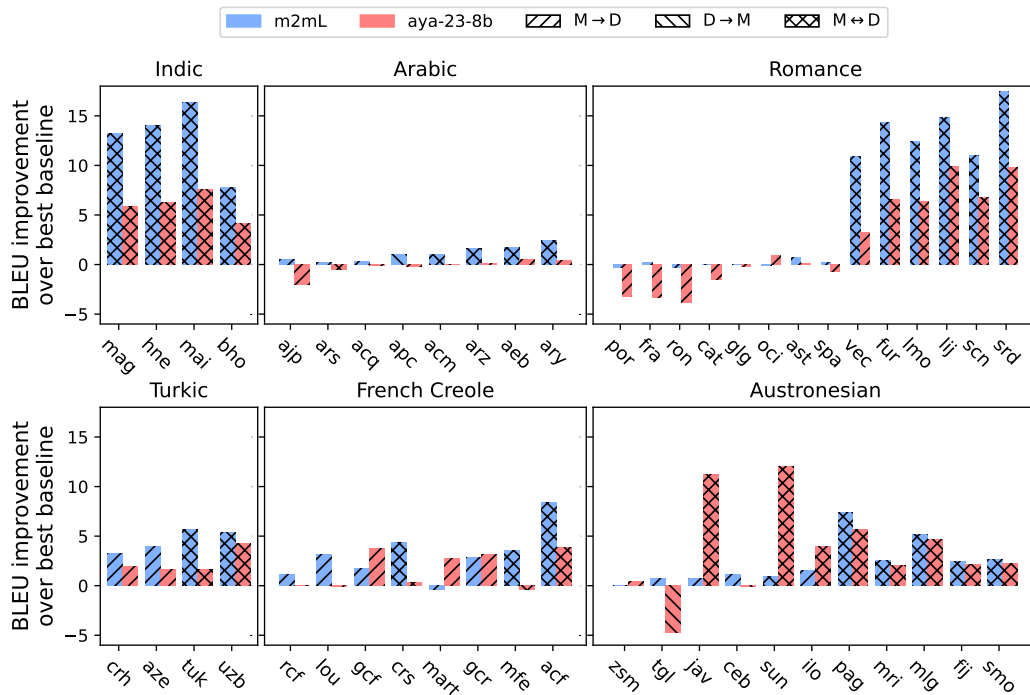 m2mL aya-23-8b M→D D→M M↔D
Indic Arabic Romance
BLEU improvement
over best baseline
15
10
5
0
−5
mag hne mai bho ajp ars acq apc acm arz aeb ary por fra ron cat glg oci ast spa vec fur lmo lij scn srd
Turkic French Creole Austronesian
BLEU improvement
over best baseline
15
10
5
0
−5
crh aze tuk uzb rcf lou gcf crs mart gcr mfe acf zsm tgl jav ceb sun ilo pag mri mlg fij smo